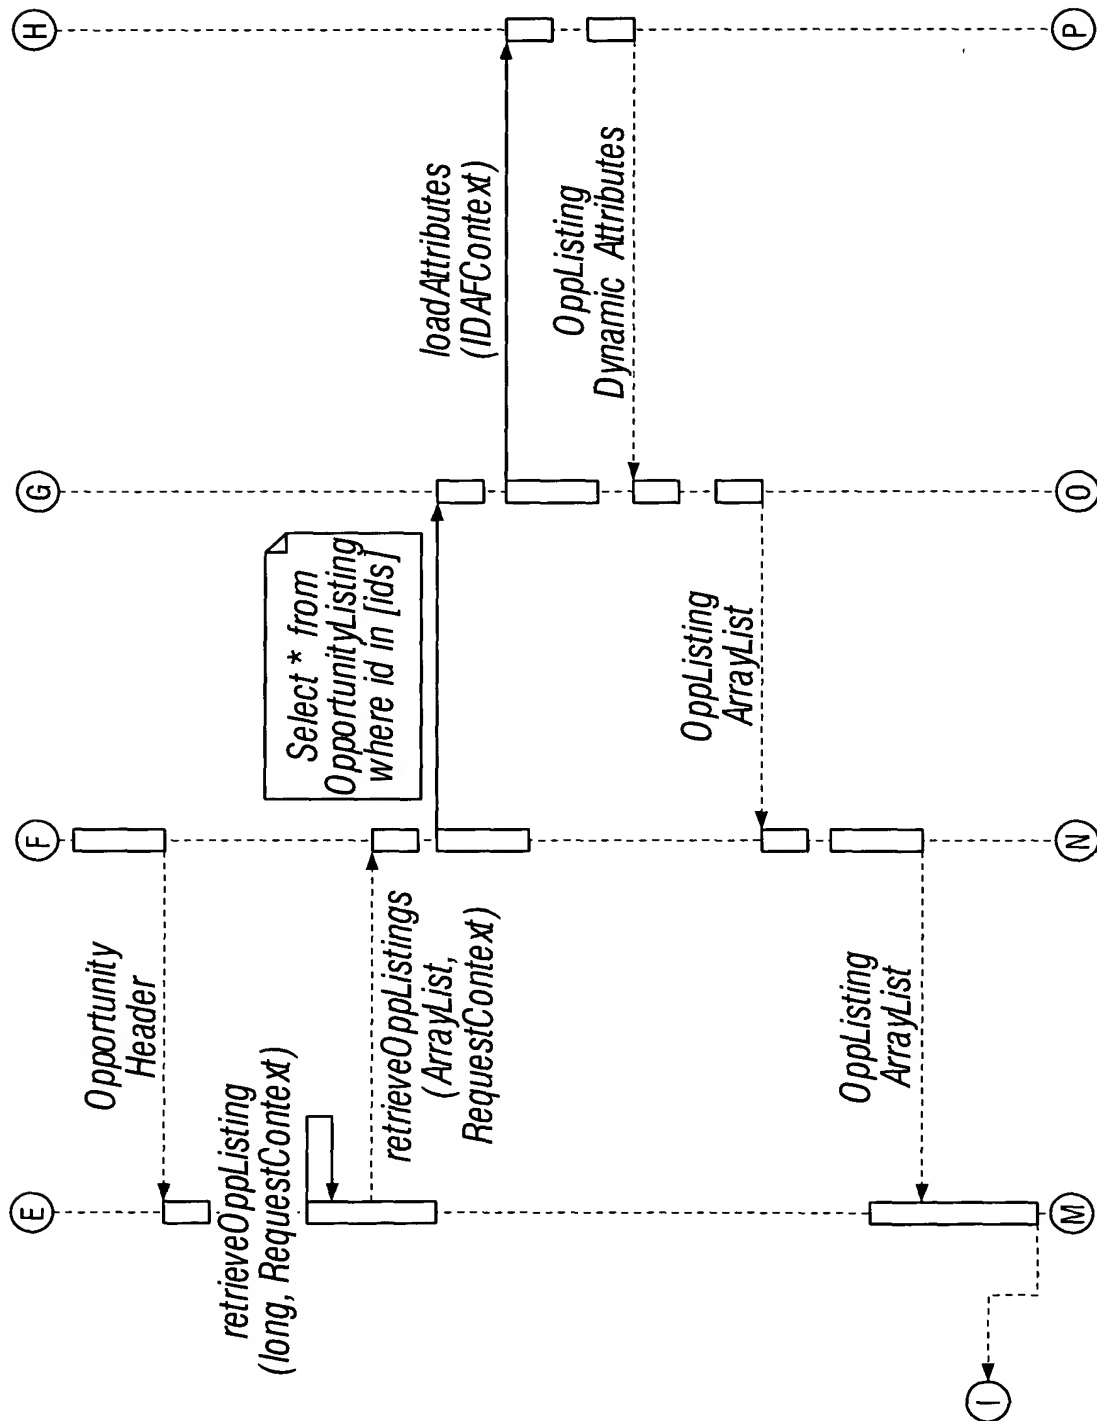 E
F
G
H
Opportunity
Header
retrieveOppListing
(long, RequestContext)
retrieveOppListings
(ArrayList,
RequestContext)
Select * from
OpportunityListing
where id in [ids]
loadAttributes
(IDAFContext)
OppListing
Dynamic Attributes
OppListing
ArrayList
OppListing
ArrayList
I
M
N
O
P